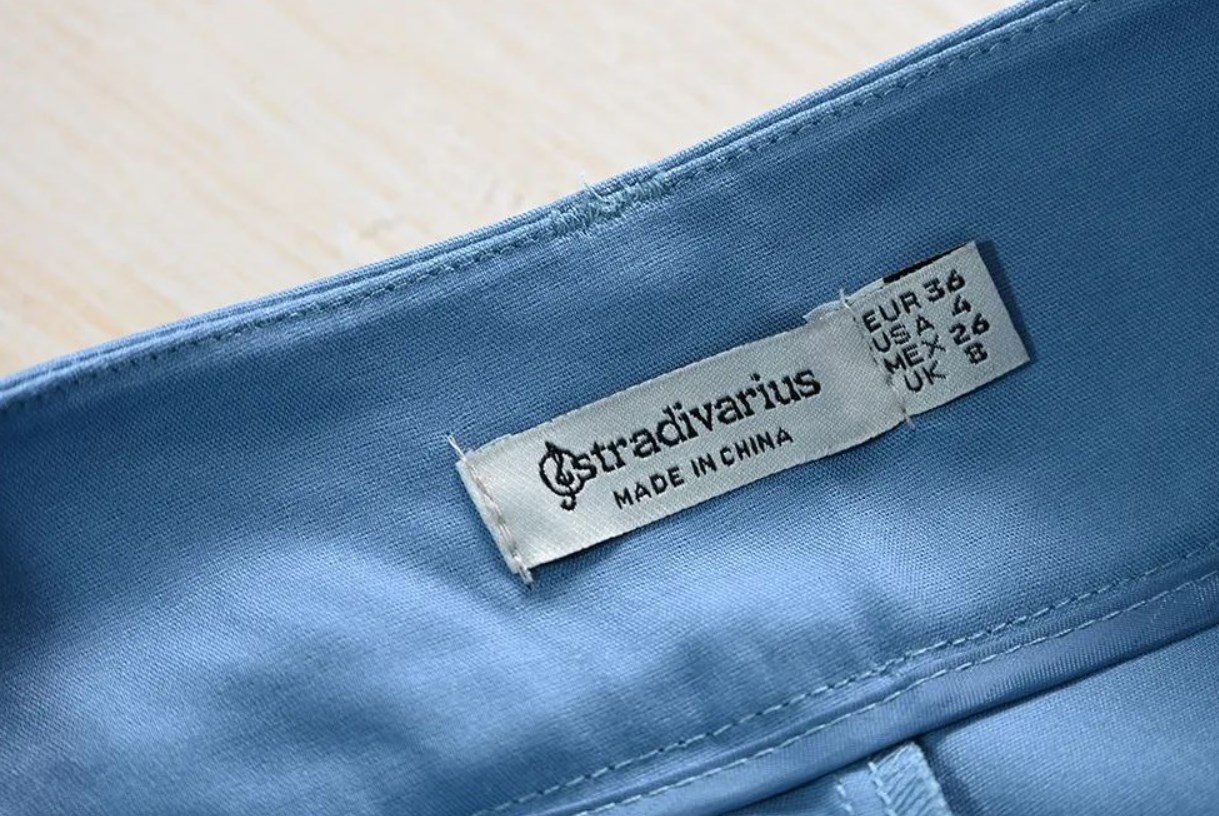 stradivarius
MADE IN CHINA
EUR 36
USA 4
MEX 26
UK 8